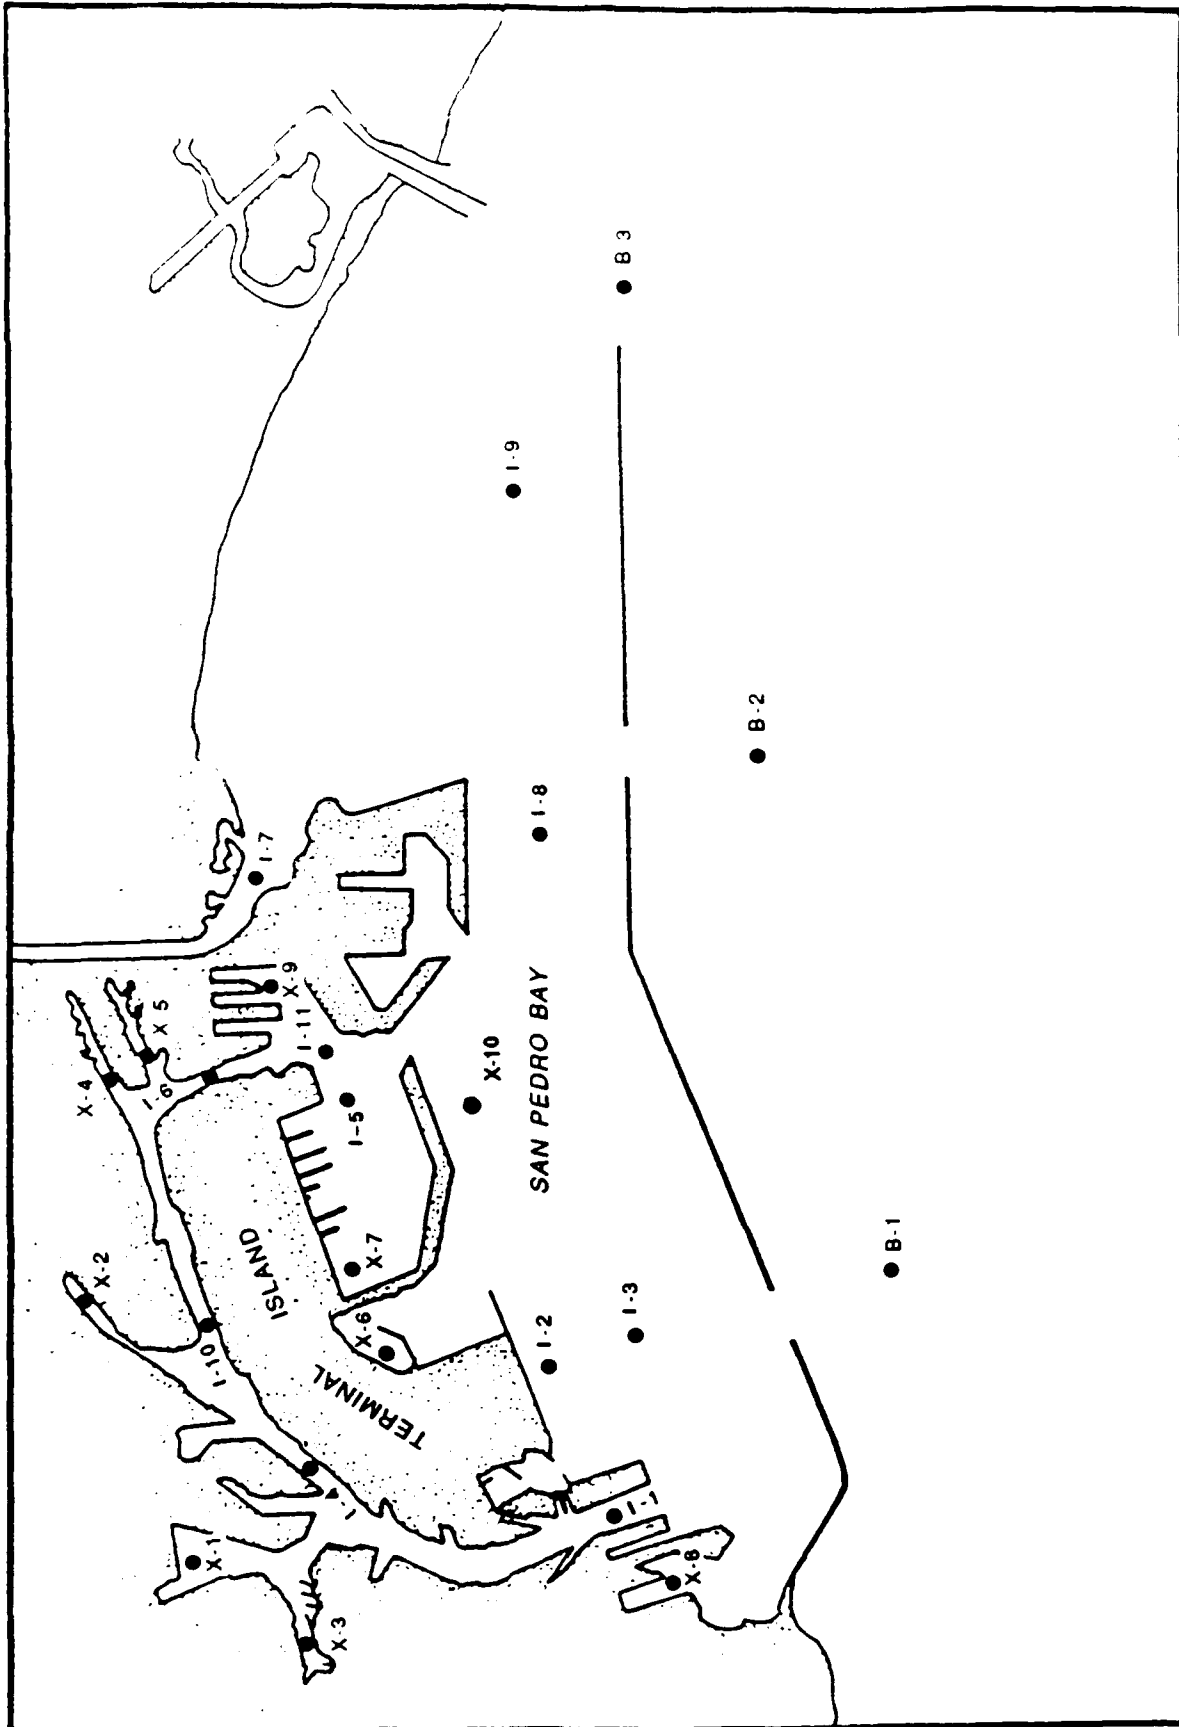 X-4
X 5
I-6
X-9
I-7
I-11
I-5
X-2
I-10
ISLAND
TERMINAL
X-7
X-6
X-10
SAN PEDRO BAY
I-8
I-9
B 3
B-2
X-1
X-3
I-2
I-3
I-1
X-8
B-1